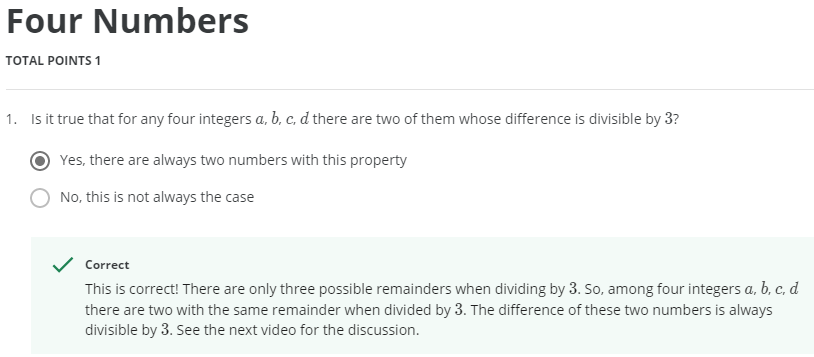 Four Numbers
TOTAL POINTS 1
1. Is it true that for any four integers a, b, c, d there are two of them whose difference is divisible by 3?
Yes, there are always two numbers with this property
No, this is not always the case
Correct
This is correct! There are only three possible remainders when dividing by 3. So, among four integers a, b, c, d
there are two with the same remainder when divided by 3. The difference of these two numbers is always
divisible by 3. See the next video for the discussion.